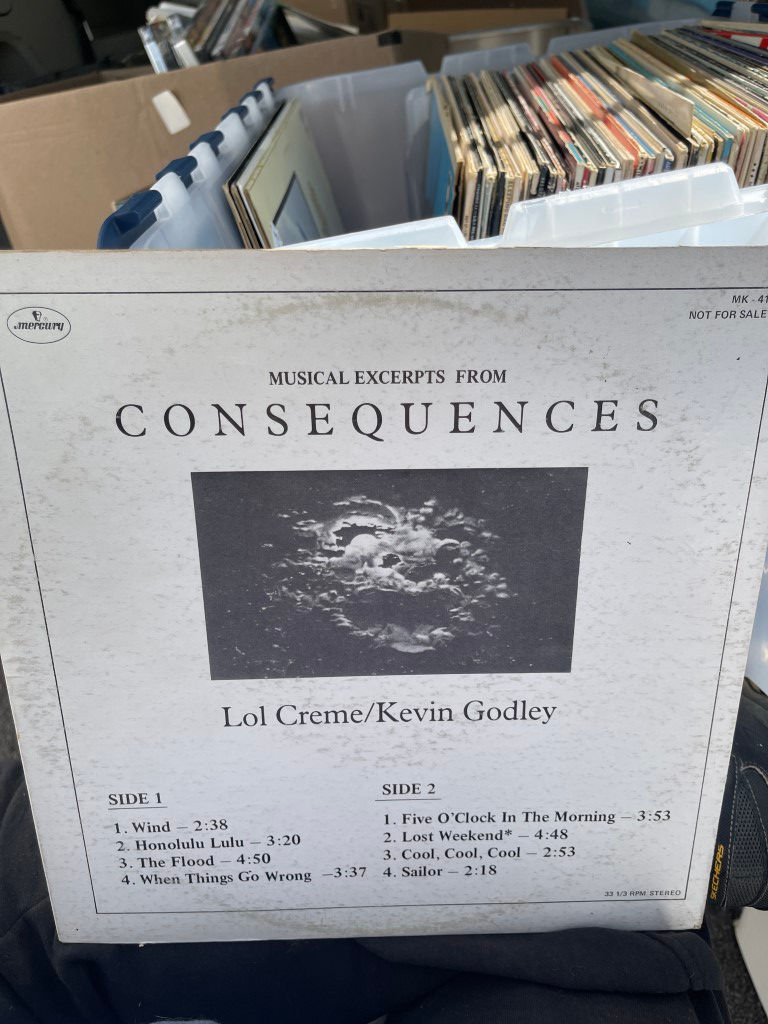 mercury
MK - 41
NOT FOR SALE
MUSICAL EXCERPTS FROM
CONSEQUENCES
Lol Creme/Kevin Godley
SIDE 1
1. Wind — 2:38
2. Honolulu Lulu — 3:20
3. The Flood — 4:50
4. When Things Go Wrong —3:37
SIDE 2
1. Five O'Clock In The Morning — 3:53
2. Lost Weekend* — 4:48
3. Cool, Cool, Cool — 2:53
4. Sailor — 2:18
33 1/3 RPM STEREO
SKECHERS